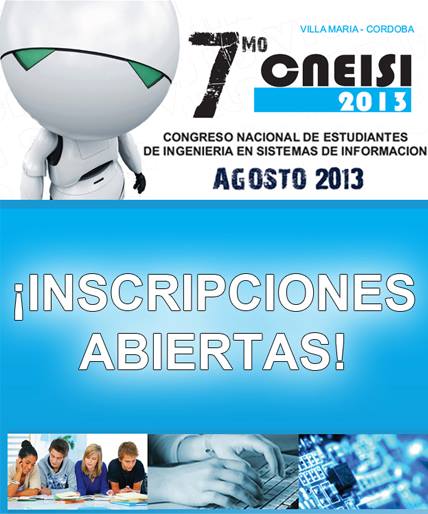 VILLA MARIA - CORDOBA
7MO CNEISI
2013
CONGRESO NACIONAL DE ESTUDIANTES
DE INGENIERIA EN SISTEMAS DE INFORMACION
AGOSTO 2013
¡INSCRIPCIONES
ABIERTAS!